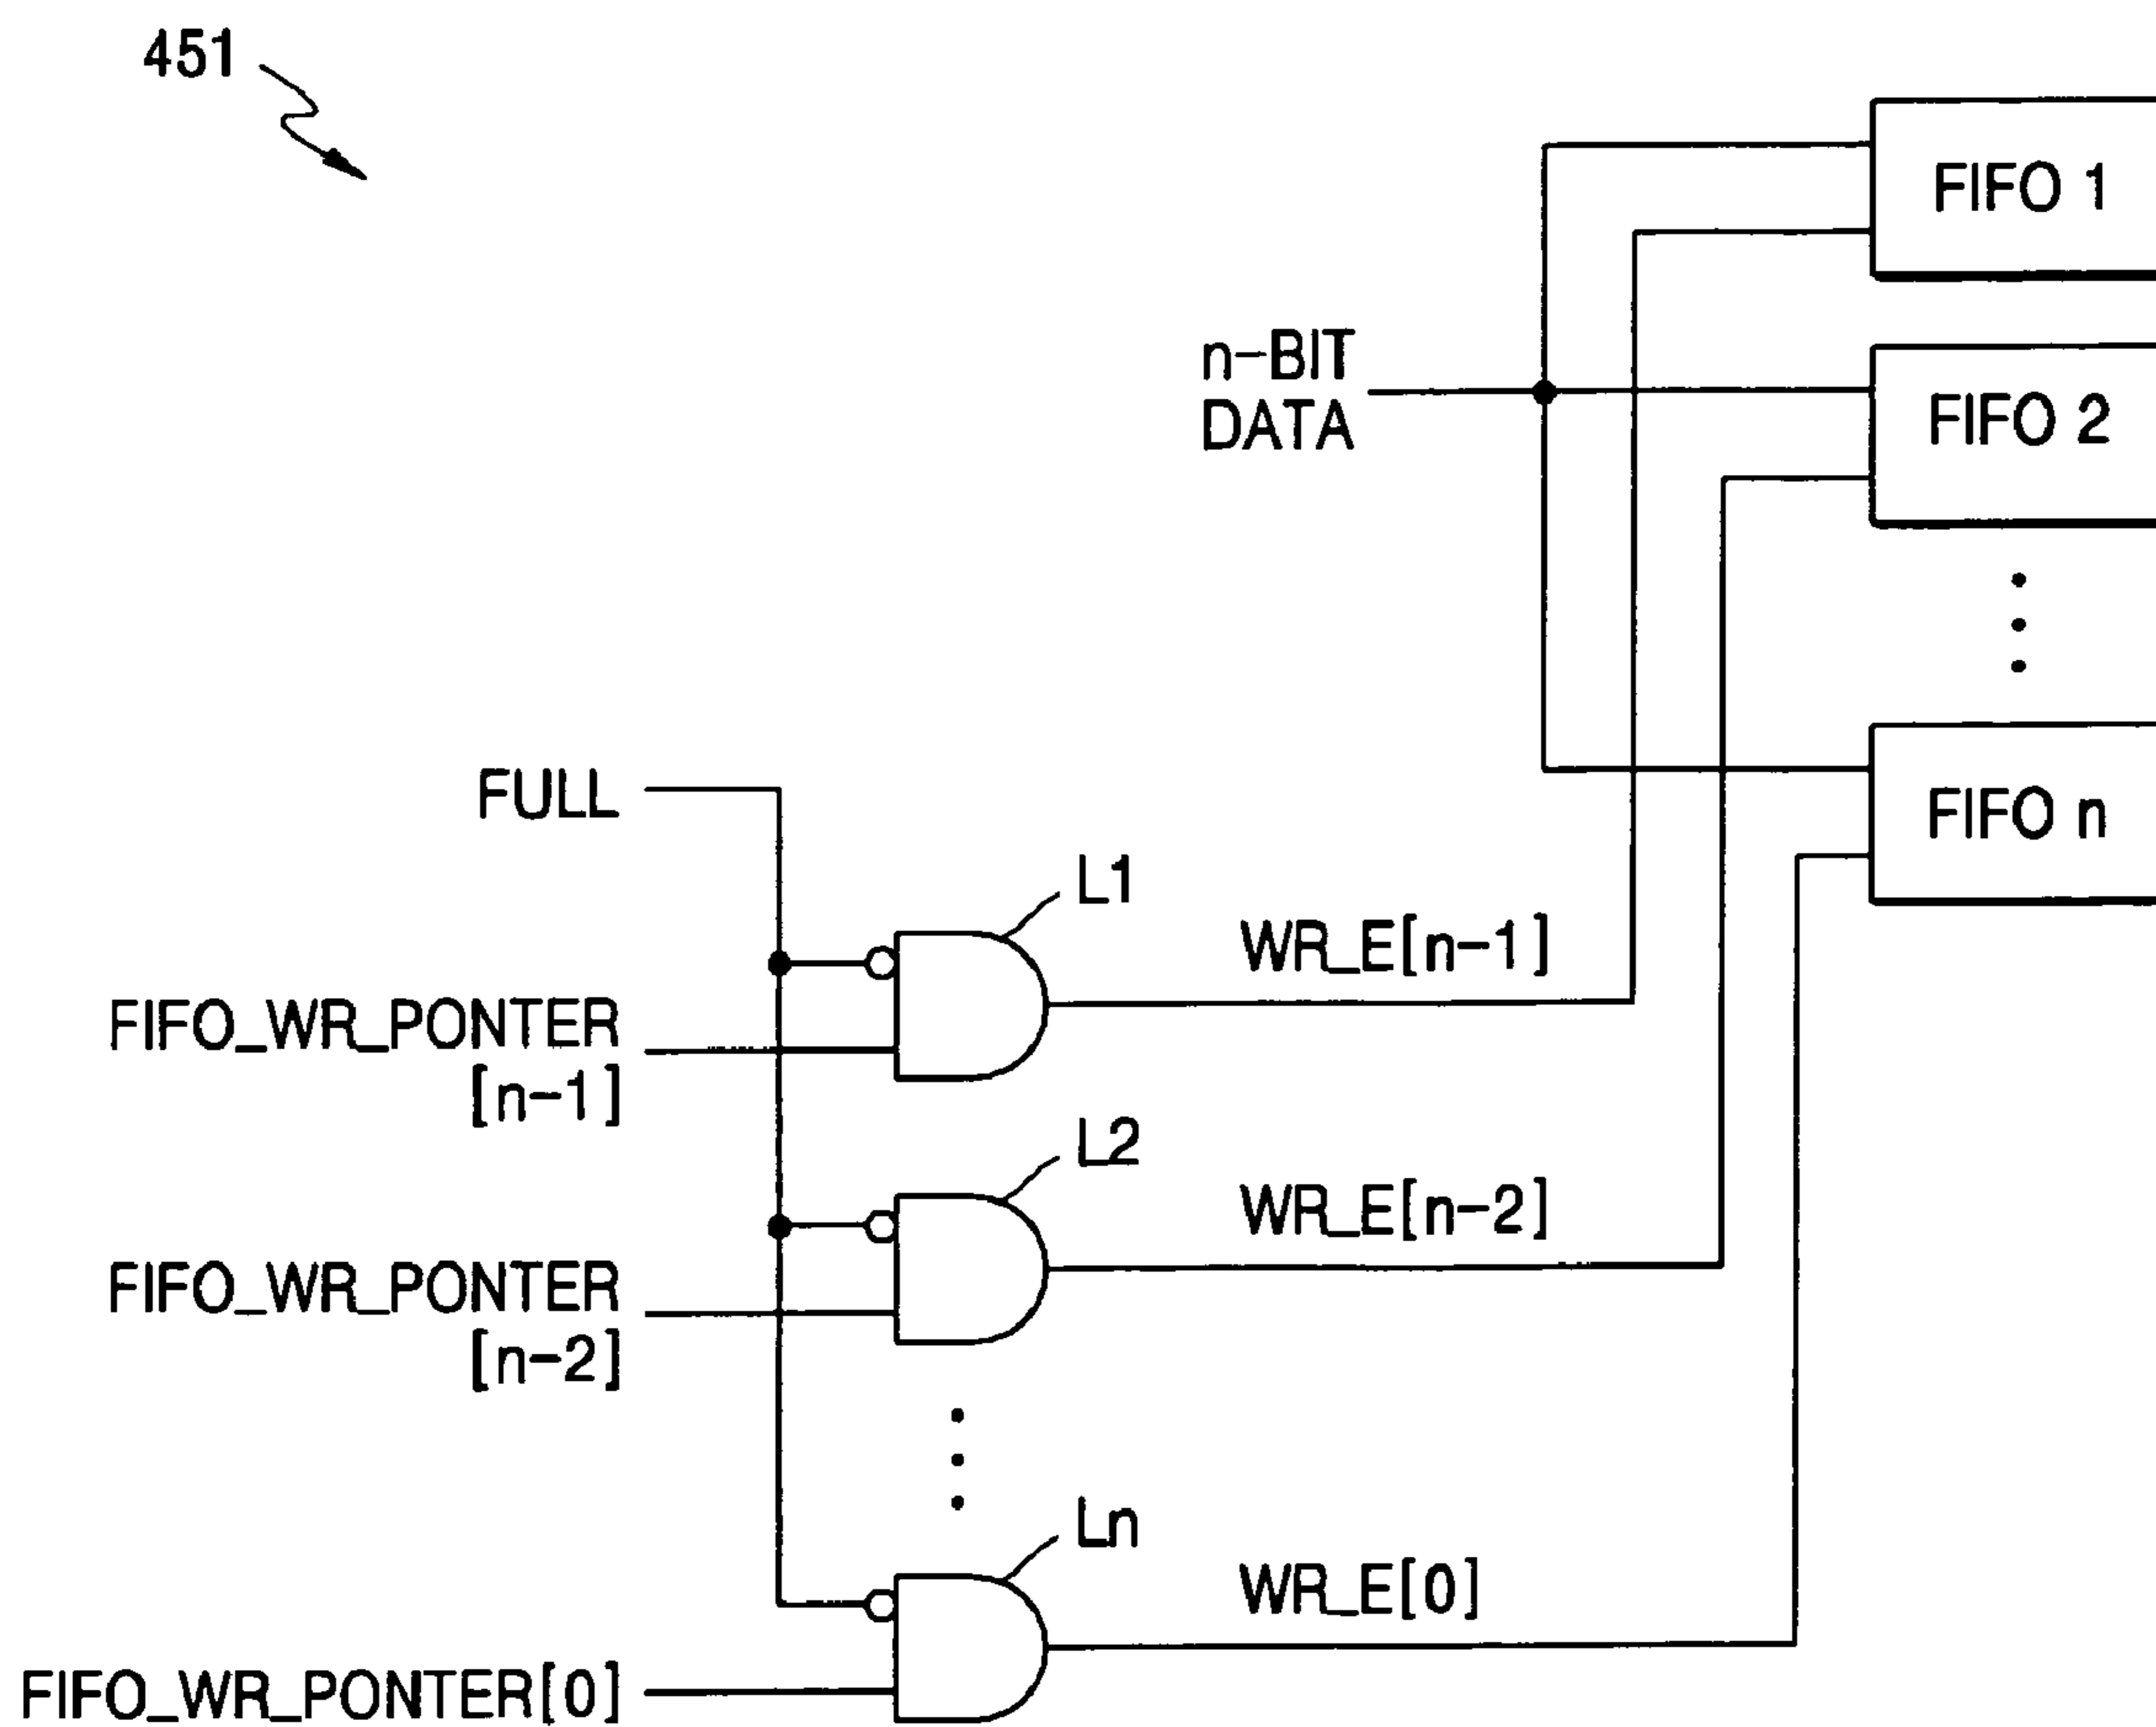 451
FIFO 1
n-BIT
DATA
FIFO 2
FULL
FIFO n
L1
WR_E[n-1]
FIFO_WR_PONTER
[n-1]
L2
WR_E[n-2]
FIFO_WR_PONTER
[n-2]
Ln
WR_E[0]
FIFO_WR_PONTER[0]